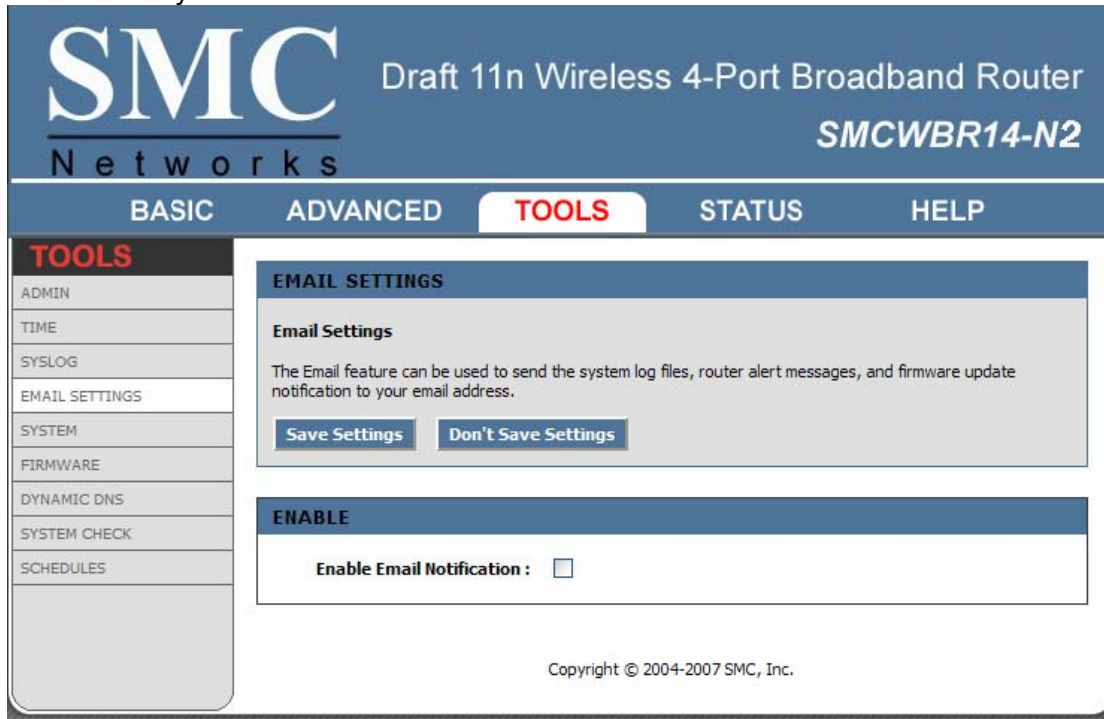 SMC
Networks
Draft 11n Wireless 4-Port Broadband Router
SMCWBR14-N2
BASIC ADVANCED TOOLS STATUS HELP
TOOLS
ADMIN
TIME
SYSLOG
EMAIL SETTINGS
SYSTEM
FIRMWARE
DYNAMIC DNS
SYSTEM CHECK
SCHEDULES
EMAIL SETTINGS
Email Settings
The Email feature can be used to send the system log files, router alert messages, and firmware update
notification to your email address.
Save Settings Don't Save Settings
ENABLE
Enable Email Notification :
Copyright © 2004-2007 SMC, Inc.